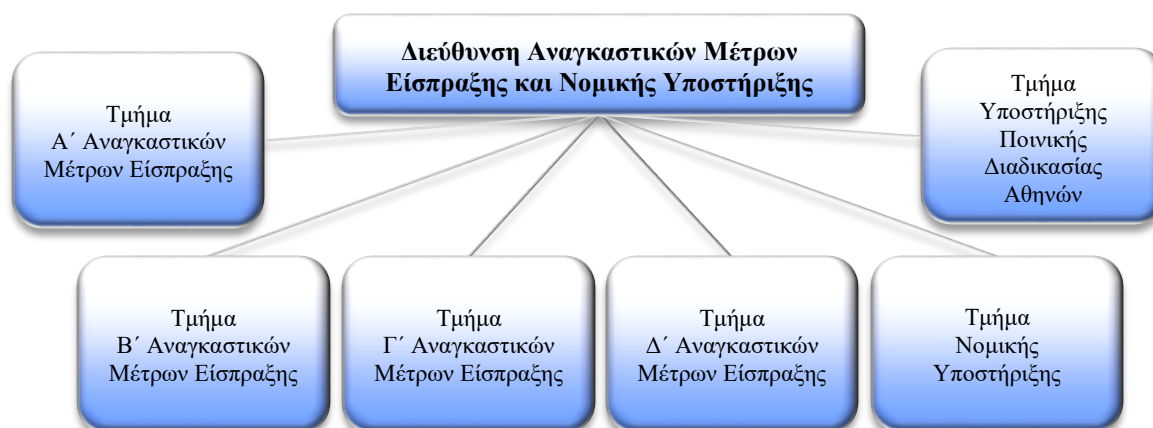 Διεύθυνση Αναγκαστικών Μέτρων
Είσπραξης και Νομικής Υποστήριξης
Τμήμα
Α΄ Αναγκαστικών
Μέτρων Είσπραξης
Τμήμα
Υποστήριξης
Ποινικής
Διαδικασίας
Αθηνών
Τμήμα
Β΄ Αναγκαστικών
Μέτρων Είσπραξης
Τμήμα
Γ΄ Αναγκαστικών
Μέτρων Είσπραξης
Τμήμα
Δ΄ Αναγκαστικών
Μέτρων Είσπραξης
Τμήμα
Νομικής
Υποστήριξης